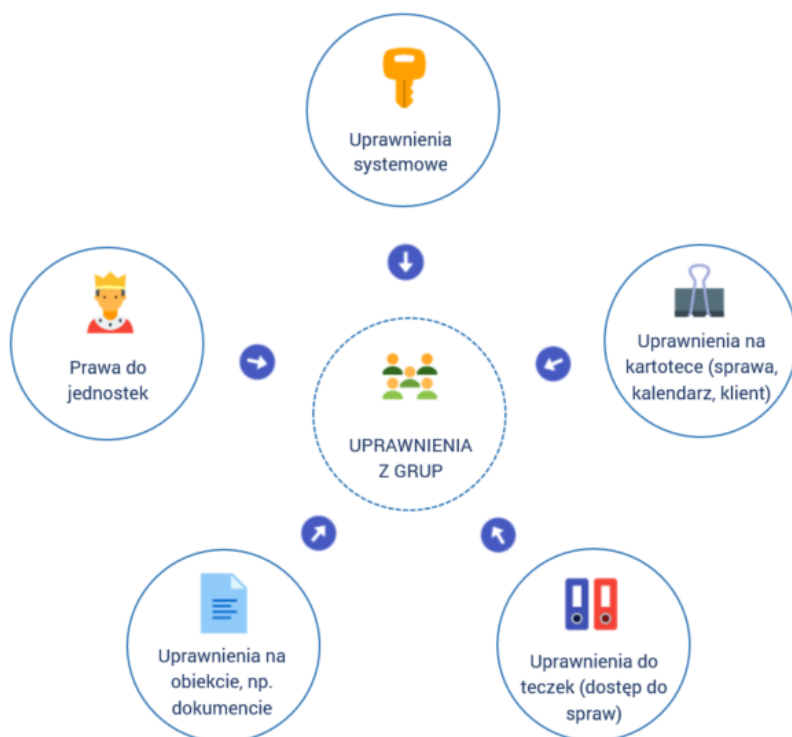 Uprawnienia
systemowe
Prawa do
jednostek
Uprawnienia na
kartotece (sprawa,
kalendarz, klient)
UPRAWNIENIA
Z GRUP
Uprawnienia na
obiekcie, np.
dokumencie
Uprawnienia do
teczek (dostęp do
spraw)